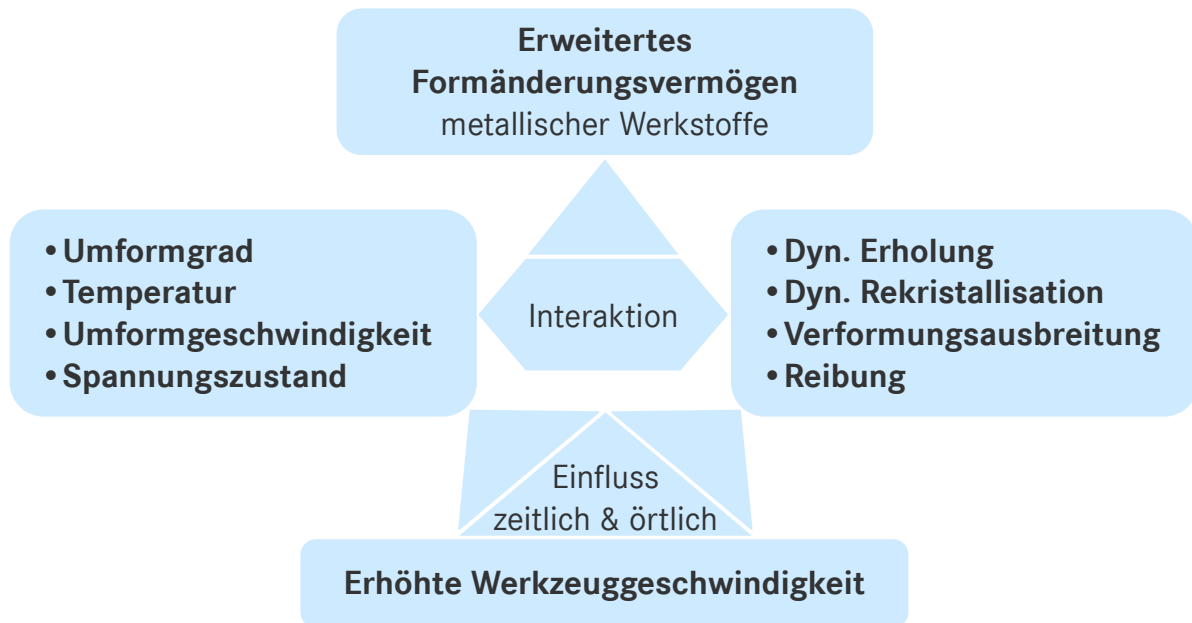 Erweitertes
Formänderungsvermögen
metallischer Werkstoffe
• Umformgrad
• Temperatur
• Umformgeschwindigkeit
• Spannungszustand
Interaktion
• Dyn. Erholung
• Dyn. Rekristallisation
• Verformungsausbreitung
• Reibung
Einfluss
zeitlich & örtlich
Erhöhte Werkzeuggeschwindigkeit